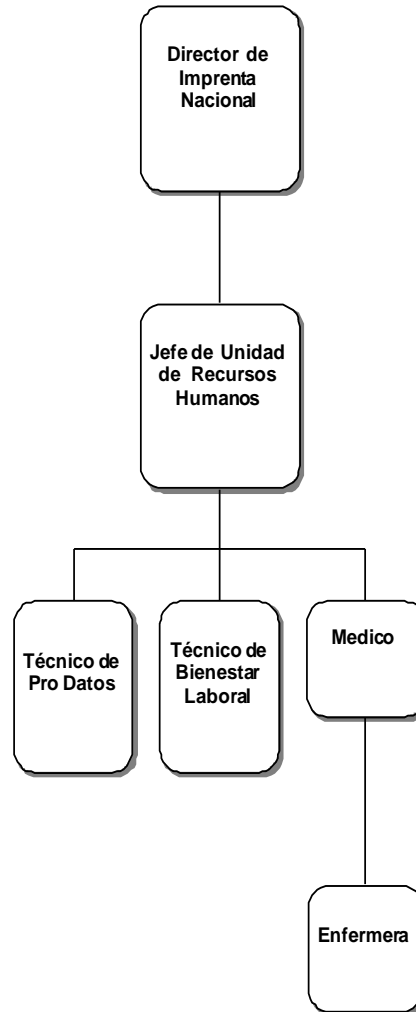 Director de
Imprenta
Nacional
Jefe de Unidad
de Recursos
Humanos
Técnico de
Pro Datos
Técnico de
Bienestar
Laboral
Medico
Enfermera